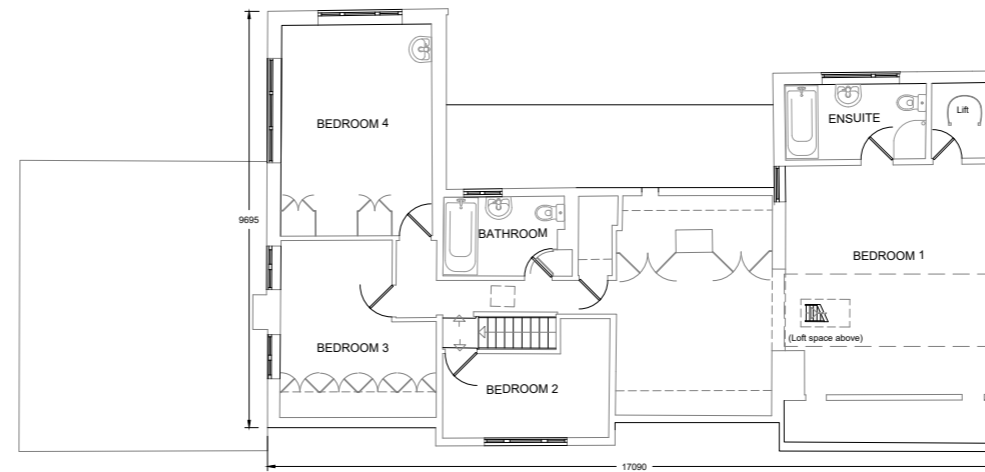 BEDROOM 4
ENSUITE
Lift
9695
BATHROOM
BEDROOM 1
(Loft space above)
BEDROOM 3
BEDROOM 2
17090